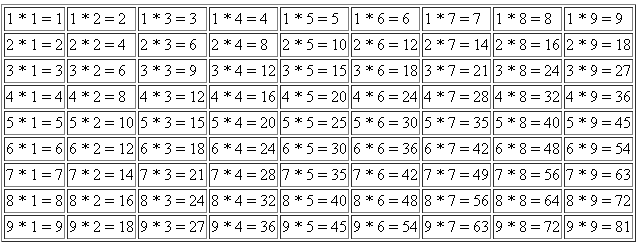 1 * 1 = 1 1 * 2 = 2 1 * 3 = 3 1 * 4 = 4 1 * 5 = 5 1 * 6 = 6 1 * 7 = 7 1 * 8 = 8 1 * 9 = 9
2 * 1 = 2 2 * 2 = 4 2 * 3 = 6 2 * 4 = 8 2 * 5 = 10 2 * 6 = 12 2 * 7 = 14 2 * 8 = 16 2 * 9 = 18
3 * 1 = 3 3 * 2 = 6 3 * 3 = 9 3 * 4 = 12 3 * 5 = 15 3 * 6 = 18 3 * 7 = 21 3 * 8 = 24 3 * 9 = 27
4 * 1 = 4 4 * 2 = 8 4 * 3 = 12 4 * 4 = 16 4 * 5 = 20 4 * 6 = 24 4 * 7 = 28 4 * 8 = 32 4 * 9 = 36
5 * 1 = 5 5 * 2 = 10 5 * 3 = 15 5 * 4 = 20 5 * 5 = 25 5 * 6 = 30 5 * 7 = 35 5 * 8 = 40 5 * 9 = 45
6 * 1 = 6 6 * 2 = 12 6 * 3 = 18 6 * 4 = 24 6 * 5 = 30 6 * 6 = 36 6 * 7 = 42 6 * 8 = 48 6 * 9 = 54
7 * 1 = 7 7 * 2 = 14 7 * 3 = 21 7 * 4 = 28 7 * 5 = 35 7 * 6 = 42 7 * 7 = 49 7 * 8 = 56 7 * 9 = 63
8 * 1 = 8 8 * 2 = 16 8 * 3 = 24 8 * 4 = 32 8 * 5 = 40 8 * 6 = 48 8 * 7 = 56 8 * 8 = 64 8 * 9 = 72
9 * 1 = 9 9 * 2 = 18 9 * 3 = 27 9 * 4 = 36 9 * 5 = 45 9 * 6 = 54 9 * 7 = 63 9 * 8 = 72 9 * 9 = 81